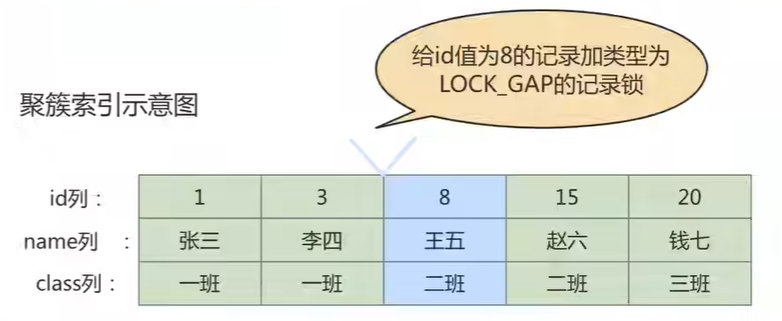 给id值为8的记录加类型为
LOCK_GAP的记录锁
聚簇索引示意图
id列： 1 3 8 15 20
name列 ： 张三 李四 王五 赵六 钱七
class列： 一班 一班 二班 二班 三班